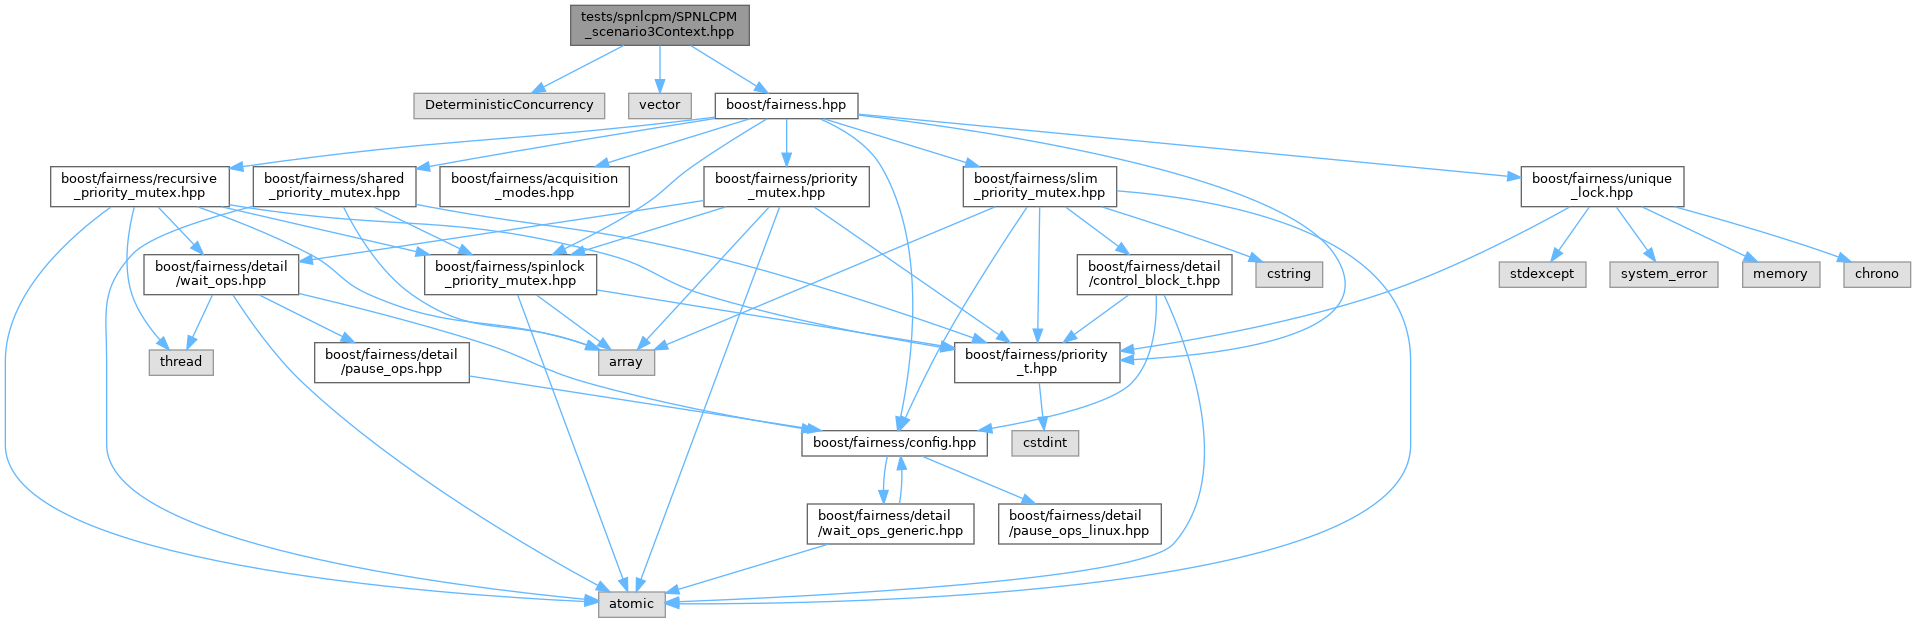 tests/spnlcpm/SPNLCPM
_scenario3Context.hpp
DeterministicConcurrency
vector
boost/fairness.hpp
boost/fairness/recursive
_priority_mutex.hpp
boost/fairness/shared
_priority_mutex.hpp
boost/fairness/acquisition
_modes.hpp
boost/fairness/priority
_mutex.hpp
boost/fairness/slim
_priority_mutex.hpp
boost/fairness/unique
_lock.hpp
boost/fairness/detail
/wait_ops.hpp
boost/fairness/spinlock
_priority_mutex.hpp
boost/fairness/detail
/control_block_t.hpp
cstring
stdexcept
system_error
memory
chrono
thread
boost/fairness/detail
/pause_ops.hpp
array
boost/fairness/priority
_t.hpp
boost/fairness/config.hpp
cstdint
boost/fairness/detail
/wait_ops_generic.hpp
boost/fairness/detail
/pause_ops_linux.hpp
atomic